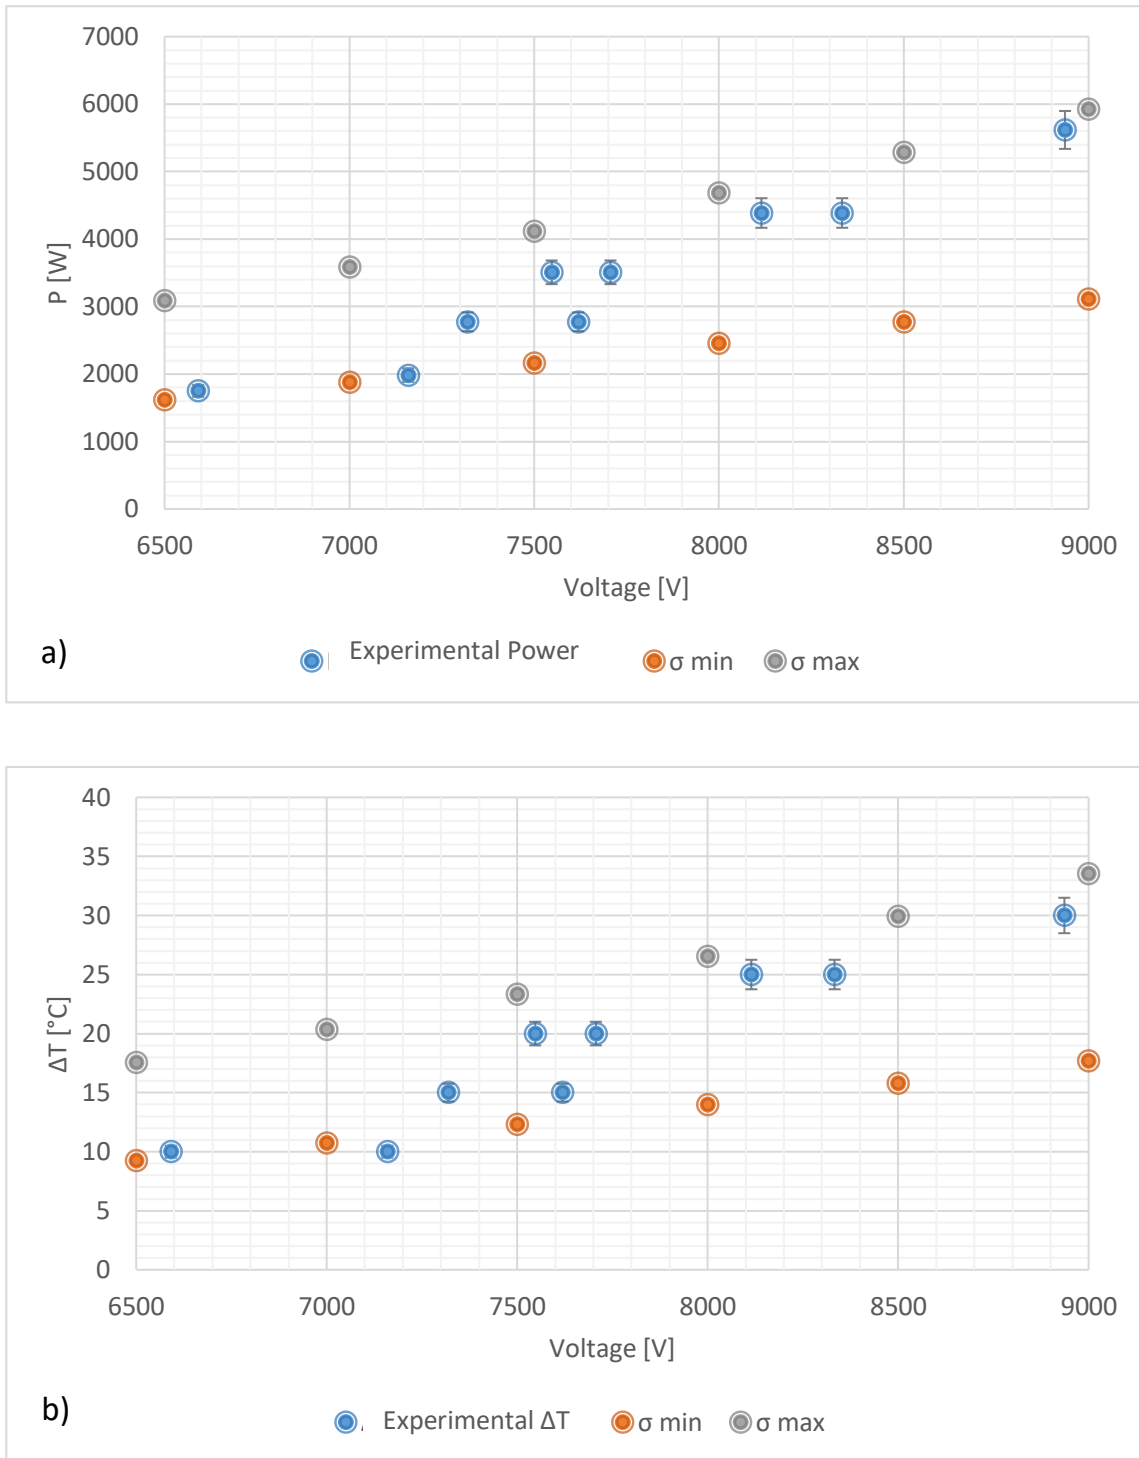 7000
6000
5000
4000
3000
2000
1000
0
P [W]
6500 7000 7500 8000 8500 9000
Voltage [V]
a)
Experimental Power σ min σ max
40
35
30
25
20
15
10
5
0
ΔT [°C]
6500 7000 7500 8000 8500 9000
Voltage [V]
b)
Experimental ΔT σ min σ max